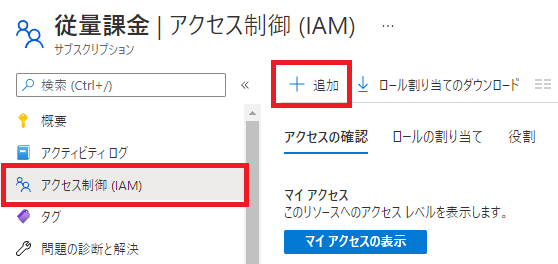 従量課金 | アクセス制御 (IAM) ...
サブスクリプション
検索 (Ctrl+/)
«
概要
アクティビティ ログ
アクセス制御 (IAM)
タグ
問題の診断と解決
+ 追加
ロール割り当てのダウンロード
アクセスの確認 ロールの割り当て 役割
マイ アクセス
このリソースへのアクセス レベルを表示します。
マイ アクセスの表示